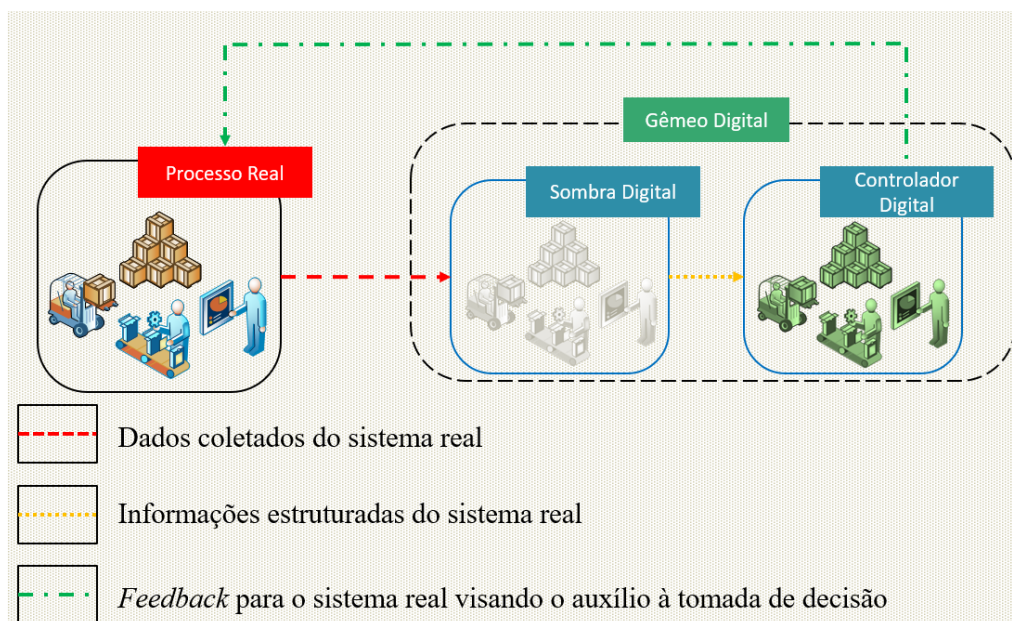 Gêmeo Digital
Processo Real
Sombra Digital
Controlador
Digital
Dados coletados do sistema real
Informações estruturadas do sistema real
Feedback para o sistema real visando o auxílio à tomada de decisão